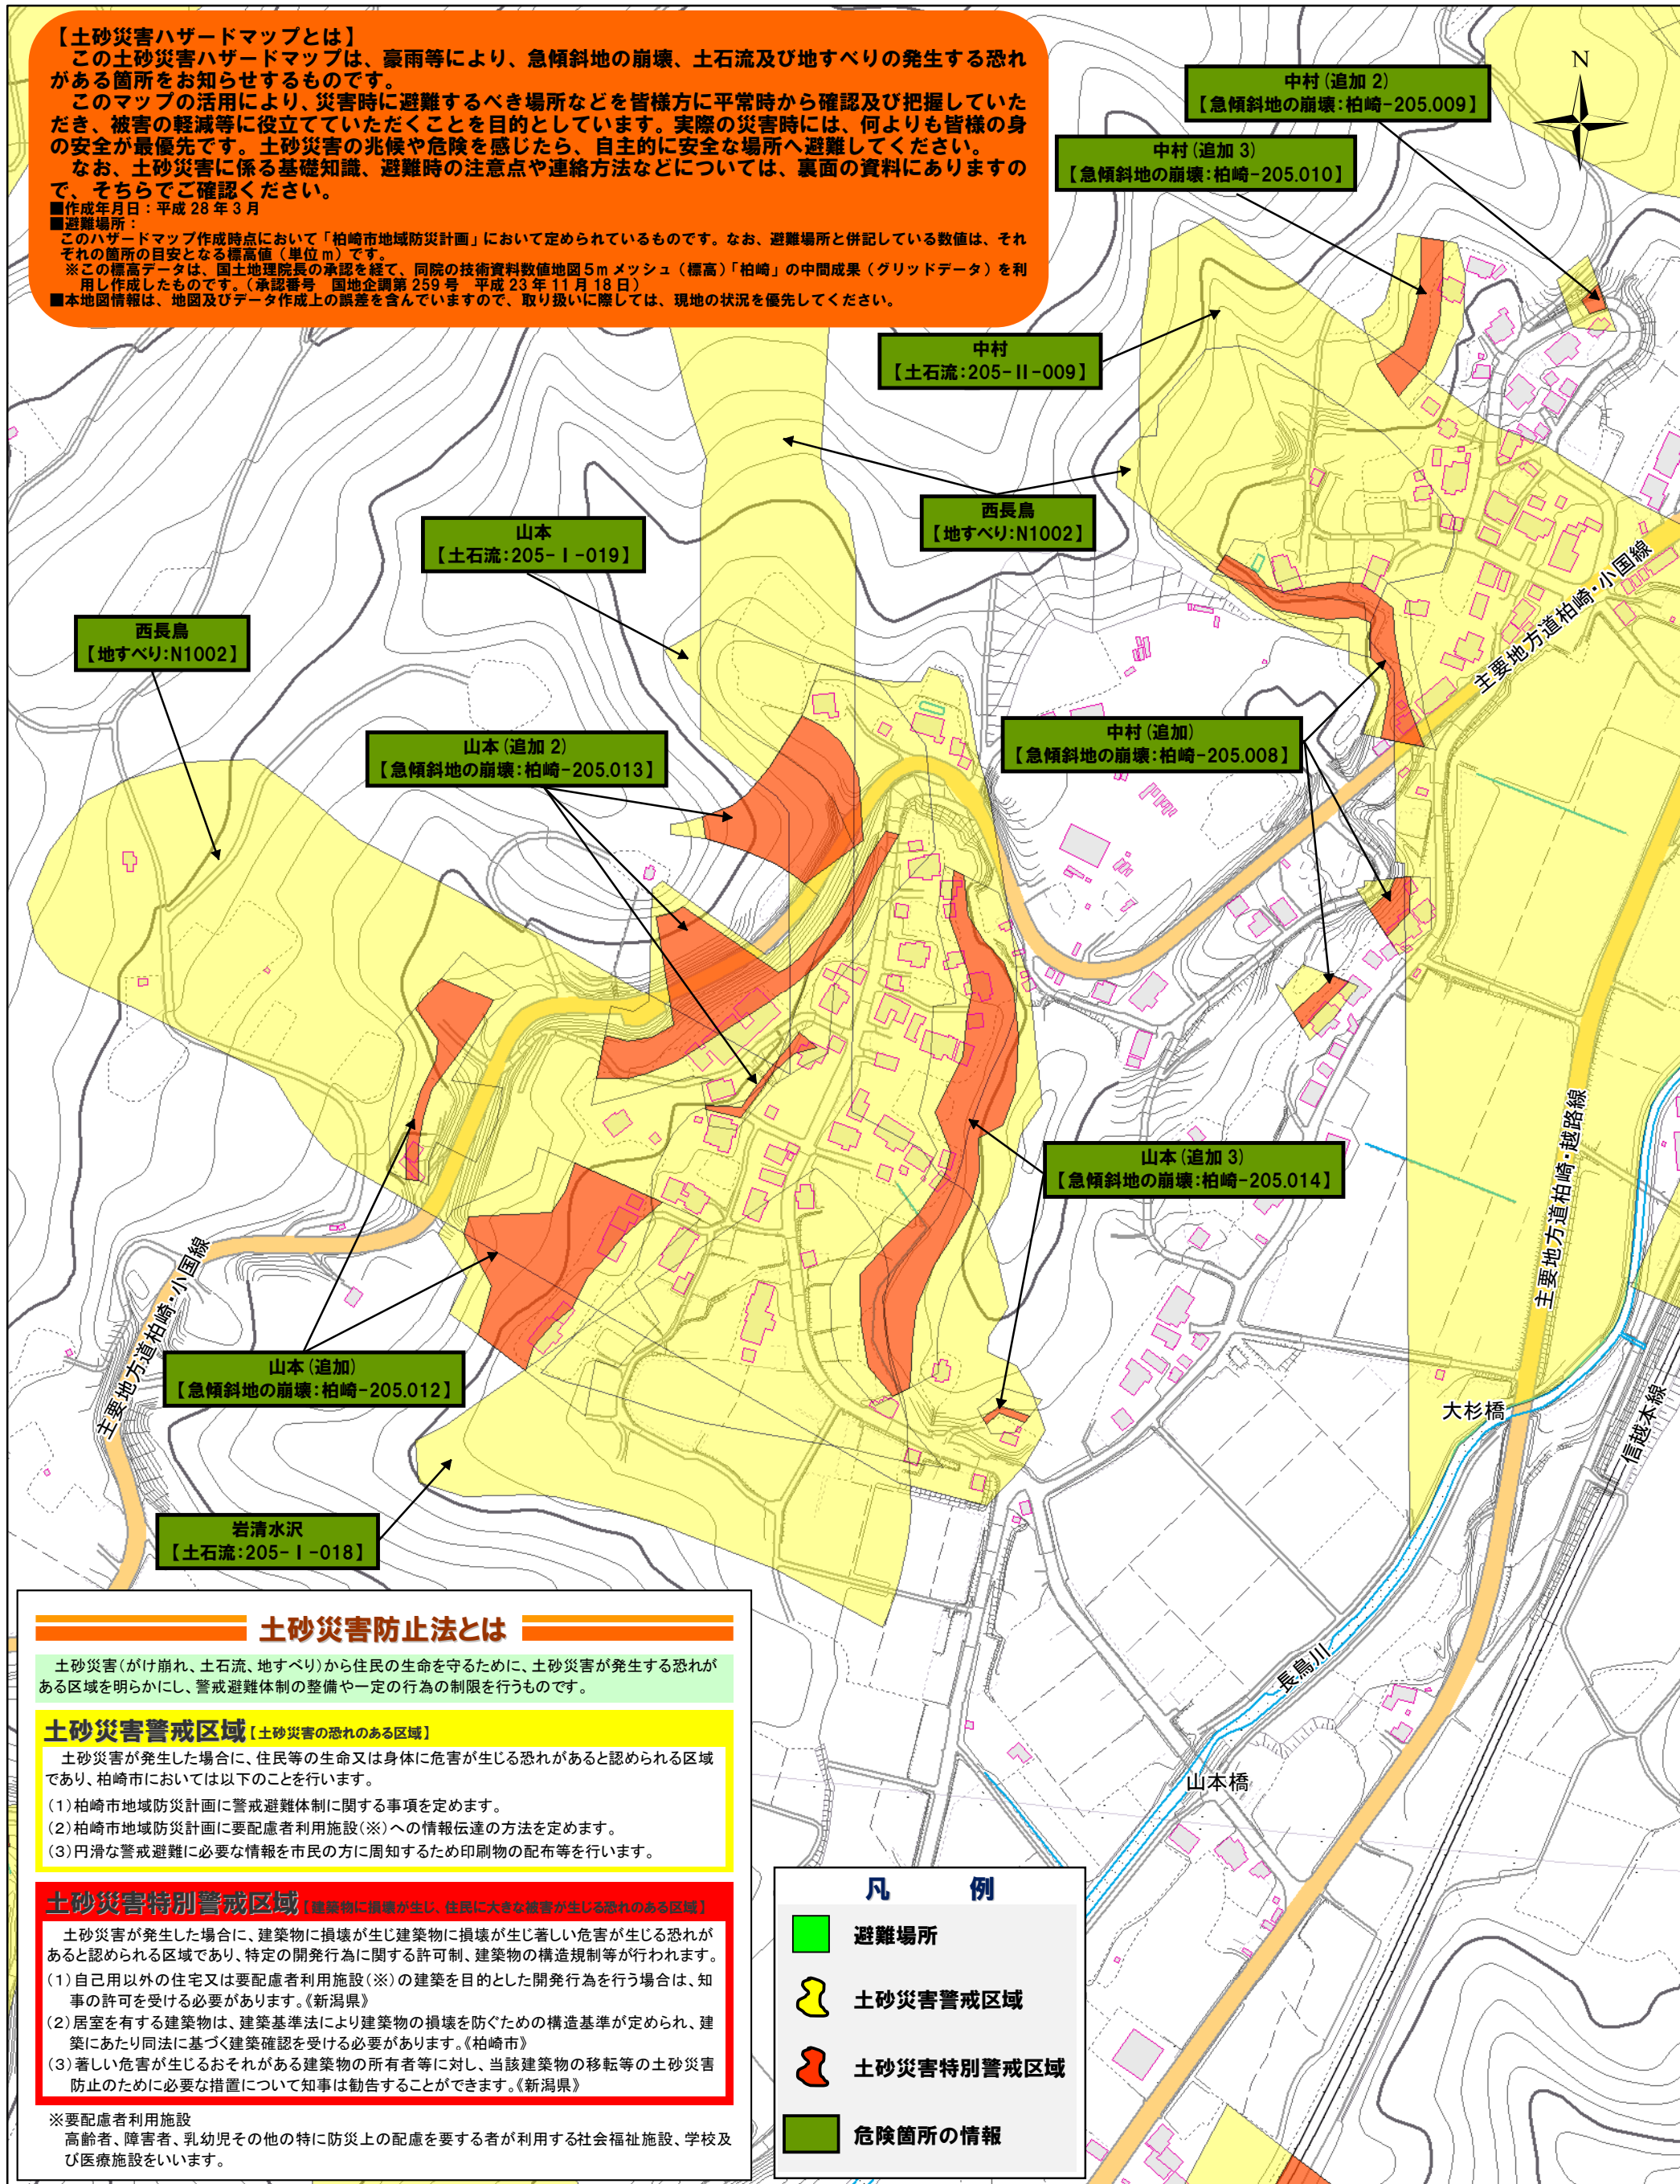 【土砂災害ハザードマップとは】
この土砂災害ハザードマップは、豪雨等により、急傾斜地の崩壊、土石流及び地すべりの発生する恐れ
がある箇所をお知らせするものです。
このマップの活用により、災害時に避難するべき場所などを皆様方に平常時から確認及び把握していた
だき、被害の軽減等に役立てていただくことを目的としています。実際の災害時には、何よりも皆様の身
の安全が最優先です。土砂災害の兆候や危険を感じたら、自主的に安全な場所へ避難してください。
なお、土砂災害に係る基礎知識、避難時の注意点や連絡方法などについては、裏面の資料にありますの
で、そちらでご確認ください。
■作成年月日：平成28年3月
■避難場所：
このハザードマップ作成時点において「柏崎市地域防災計画」において定められているものです。なお、避難場所と併記している数値は、それ
ぞれの箇所の目安となる標高値（単位m）です。
※この標高データは、国土地理院長の承認を経て、同院の技術資料数値地図5mメッシュ（標高）「柏崎」の中間成果（グリッドデータ）を利
用し作成したものです。（承認番号　国地企調第259号　平成23年11月18日）
■本地図情報は、地図及びデータ作成上の誤差を含んでいますので、取り扱いに際しては、現地の状況を優先してください。
N
中村(追加2)
【急傾斜地の崩壊:柏崎-205.009】
中村(追加3)
【急傾斜地の崩壊:柏崎-205.010】
中村
【土石流:205-Ⅱ-009】
西長鳥
【地すべり:N1002】
山本
【土石流:205-Ⅰ-019】
西長鳥
【地すべり:N1002】
主要地方道柏崎・小国線
中村(追加)
【急傾斜地の崩壊:柏崎-205.008】
山本(追加2)
【急傾斜地の崩壊:柏崎-205.013】
山本(追加3)
【急傾斜地の崩壊:柏崎-205.014】
主要地方道柏崎・越路線
主要地方道柏崎・小国線
山本(追加)
【急傾斜地の崩壊:柏崎-205.012】
大杉橋
信越本線
岩清水沢
【土石流:205-Ⅰ-018】
長鳥川
山本橋
土砂災害防止法とは
土砂災害(がけ崩れ、土石流、地すべり)から住民の生命を守るために、土砂災害が発生する恐れが
ある区域を明らかにし、警戒避難体制の整備や一定の行為の制限を行うものです。
土砂災害警戒区域【土砂災害の恐れのある区域】
土砂災害が発生した場合に、住民等の生命又は身体に危害が生じる恐れがあると認められる区域
であり、柏崎市においては以下のことを行います。
(1)柏崎市地域防災計画に警戒避難体制に関する事項を定めます。
(2)柏崎市地域防災計画に要配慮者利用施設(※)への情報伝達の方法を定めます。
(3)円滑な警戒避難に必要な情報を市民の方に周知するため印刷物の配布等を行います。
土砂災害特別警戒区域【建築物に損壊が生じ、住民に大きな被害が生じる恐れのある区域】
土砂災害が発生した場合に、建築物に損壊が生じ建築物に損壊が生じ著しい危害が生じる恐れが
あると認められる区域であり、特定の開発行為に関する許可制、建築物の構造規制等が行われます。
(1)自己用以外の住宅又は要配慮者利用施設(※)の建築を目的とした開発行為を行う場合は、知
事の許可を受ける必要があります。《新潟県》
(2)居室を有する建築物は、建築基準法により建築物の損壊を防ぐための構造基準が定められ、建
築にあたり同法に基づく建築確認を受ける必要があります。《柏崎市》
(3)著しい危害が生じるおそれがある建築物の所有者等に対し、当該建築物の移転等の土砂災害
防止のために必要な措置について知事は勧告することができます。《新潟県》
※要配慮者利用施設
高齢者、障害者、乳幼児その他の特に防災上の配慮を要する者が利用する社会福祉施設、学校及
び医療施設をいいます。
凡　例
避難場所
土砂災害警戒区域
土砂災害特別警戒区域
危険箇所の情報